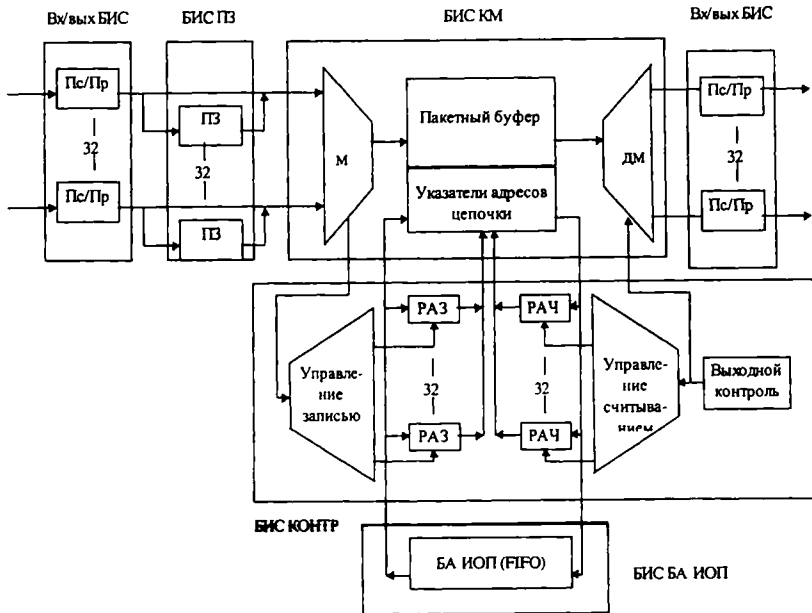 Вх/вых БИС
БИС ПЗ
БИС КМ
Вх/вых БИС
Пс/Пр
32
Пс/Пр
ПЗ
32
ПЗ
М
Пакетный буфер
Указатели адресов
цепочки
ДМ
Пс/Пр
32
Пс/Пр
Управле-
ние
записью
РАЗ
32
РАЗ
РАЧ
32
РАЧ
Управле-
ние
считыва-
нием
Выходной
контроль
БИС КОНТР
БА ИОП (FIFO)
БИС БА ИОП